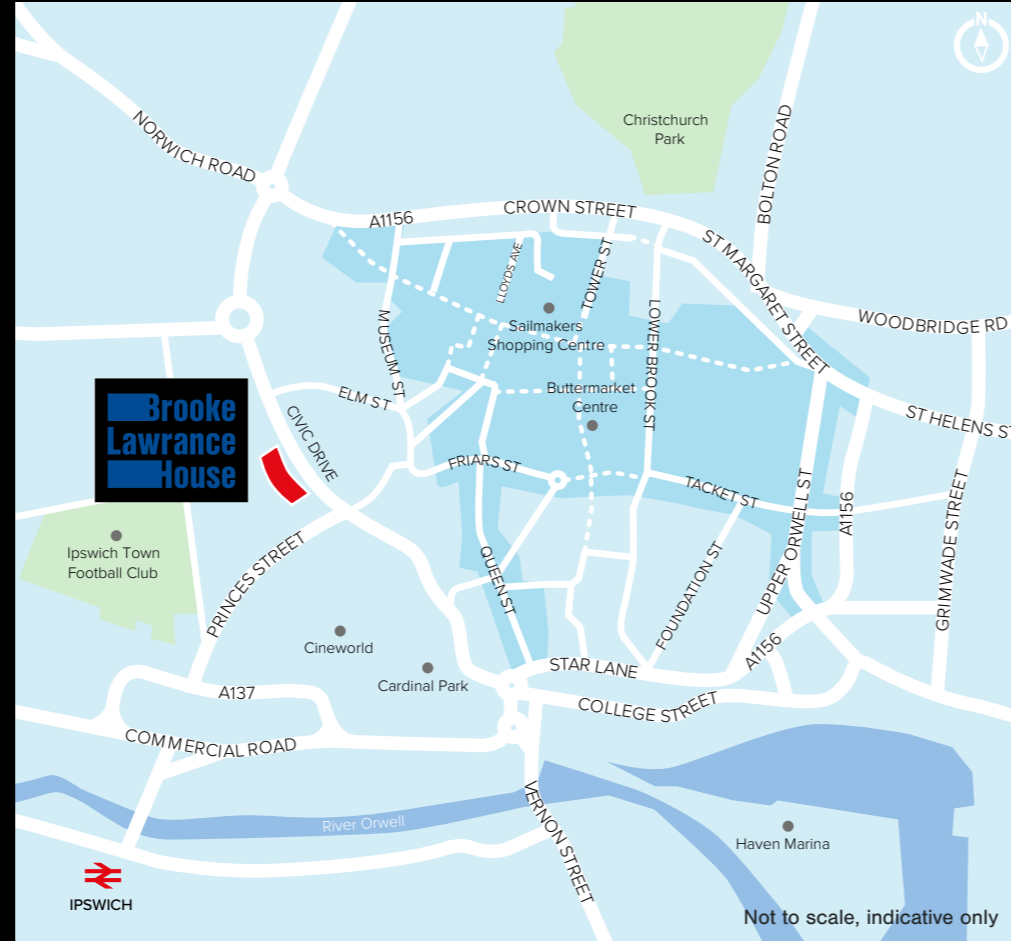 N
Christchurch
Park
NORWICH ROAD
BOLTON ROAD
A1156
CROWN STREET
ST MARGARET STREET
LLOYDS AVE
TOWER ST
MUSEUM ST
Sailmakers
Shopping Centre
LOWER BROOK ST
WOODBRIDGE RD
Buttermarket
Centre
ELM ST
CIVIC DRIVE
Brooke
Lawrance
House
ST HELENS ST
FRIARS ST
TACKET ST
UPPER ORWELL ST
A1156
GRIMWADE STREET
Ipswich Town
Football Club
PRINCES STREET
QUEEN ST
FOUNDATION ST
Cineworld
Cardinal Park
STAR LANE
A1156
A137
COLLEGE STREET
COMMERCIAL ROAD
River Orwell
VERNON STREET
Haven Marina
IPSWICH
Not to scale, indicative only